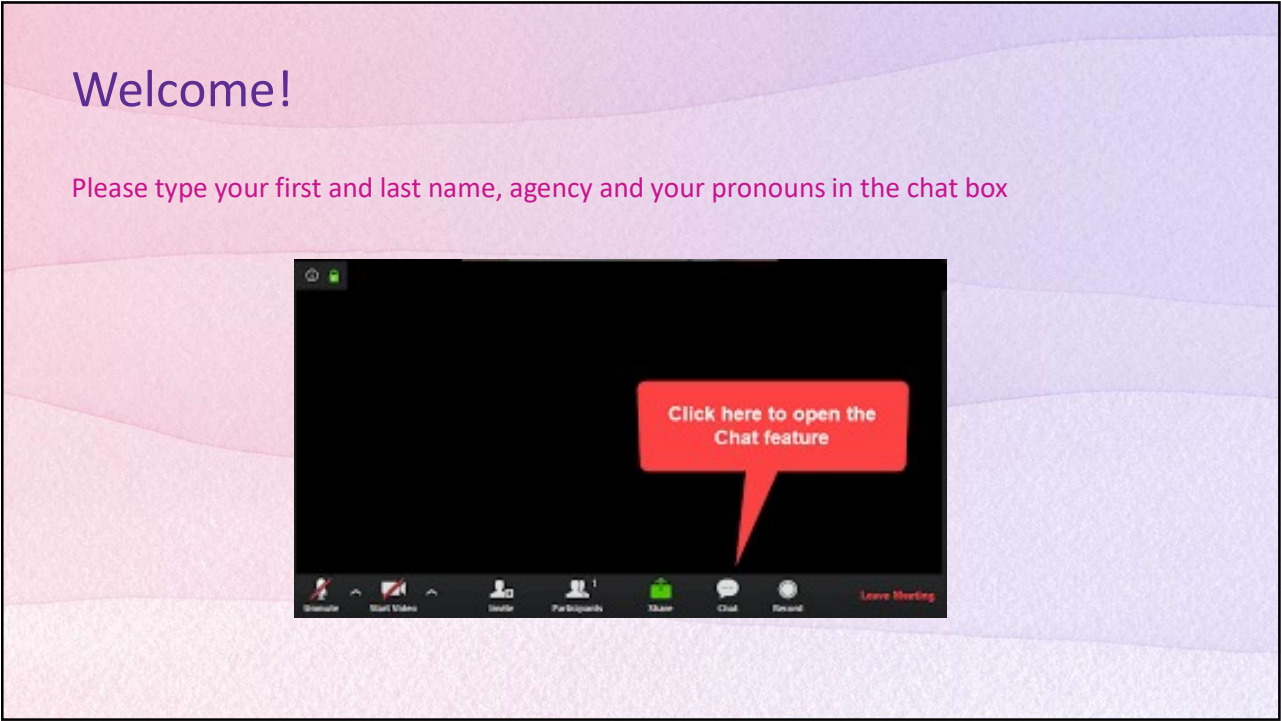 Welcome!
Please type your first and last name, agency and your pronouns in the chat box
Click here to open the
Chat feature
1
Unmute
Start Video
Invite
Participants
Share
Chat
Record
Leave Meeting